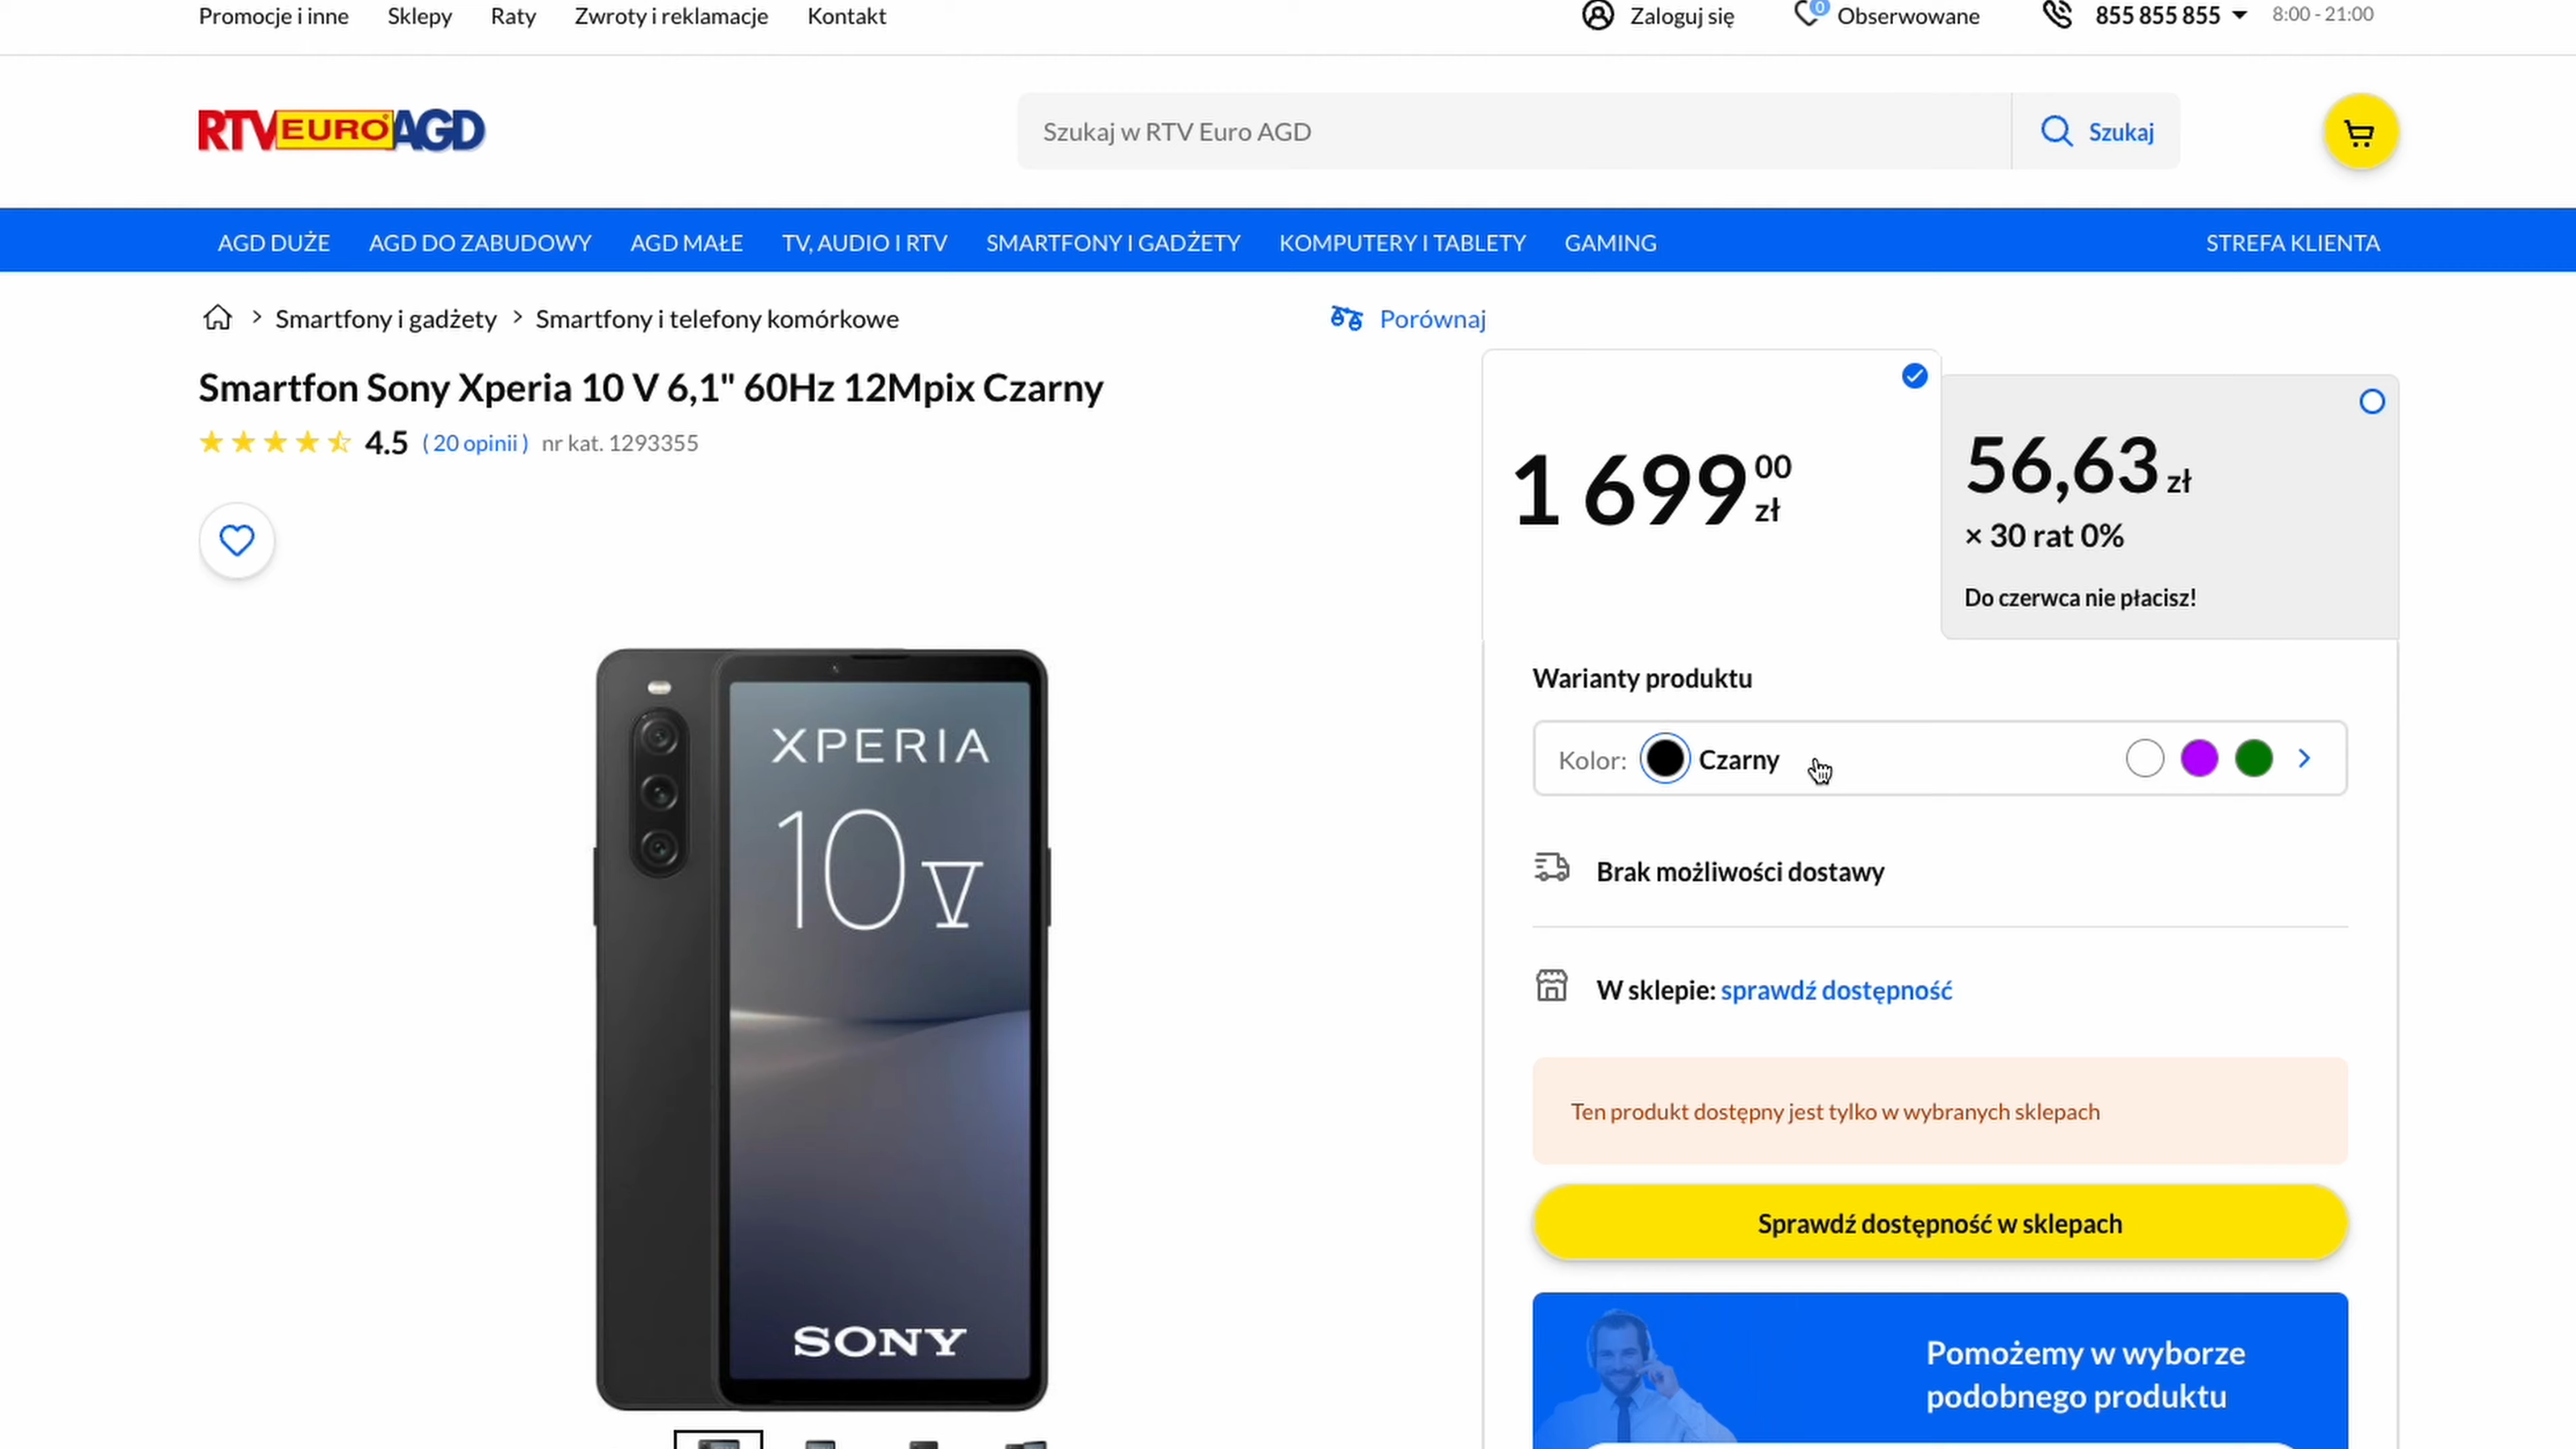 Promocje i inne Sklepy Raty Zwroty i reklamacje Kontakt Zaloguj się 0 Obserwowane 855 855 855 8:00 - 21:00
RTV EURO AGD Szukaj w RTV Euro AGD Szukaj
AGD DUŻE AGD DO ZABUDOWY AGD MAŁE TV, AUDIO I RTV SMARTFONY I GADŻETY KOMPUTERY I TABLETY GAMING STREFA KLIENTA
Smartfony i gadżety Smartfony i telefony komórkowe Porównaj
Smartfon Sony Xperia 10 V 6,1" 60Hz 12Mpix Czarny
4.5 ( 20 opinii ) nr kat. 1293355
1 699 00 zł
56,63 zł
× 30 rat 0%
Do czerwca nie płacisz!
XPERIA
10 V
SONY
Warianty produktu
Kolor: Czarny
Brak możliwości dostawy
W sklepie: sprawdź dostępność
Ten produkt dostępny jest tylko w wybranych sklepach
Sprawdź dostępność w sklepach
Pomożemy w wyborze
podobnego produktu